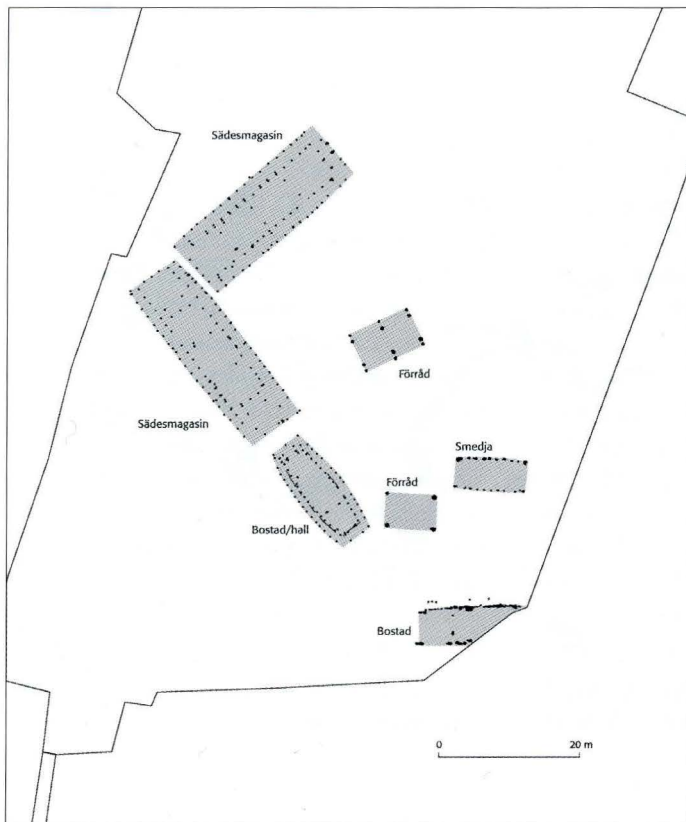 Sädesmagasin
Förråd
Sädesmagasin
Smedja
Förråd
Bostad/hall
Bostad
0 20 m